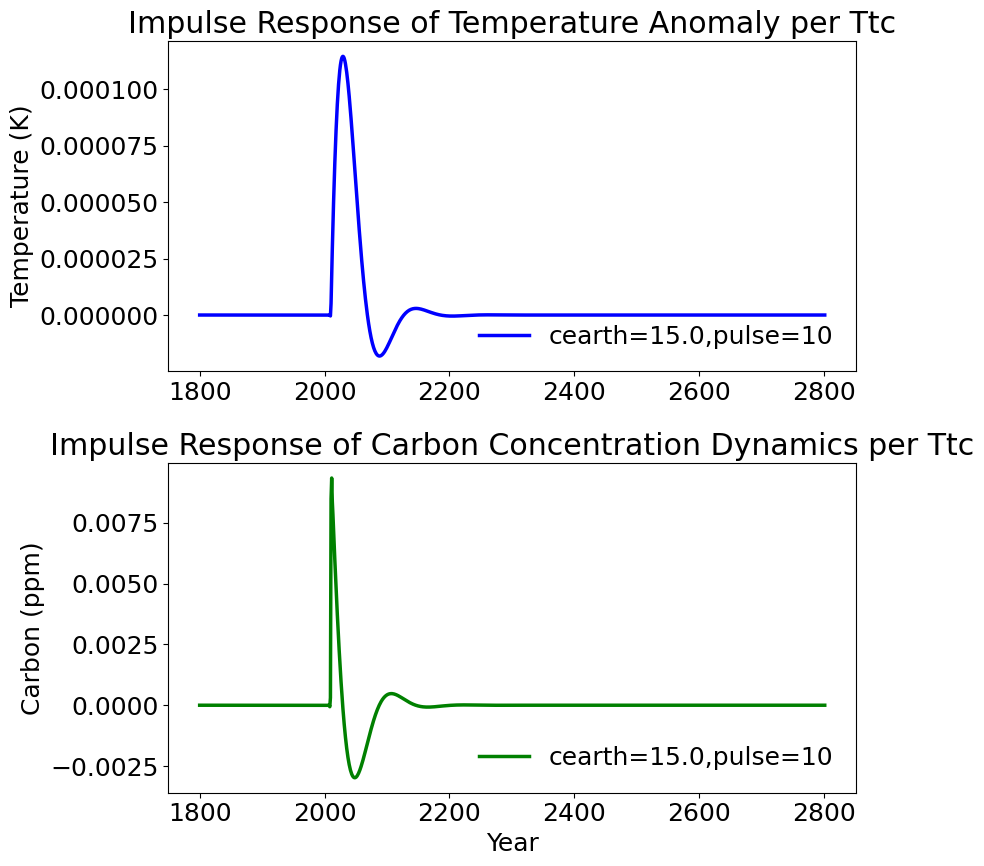 Impulse Response of Temperature Anomaly per Ttc
Temperature (K)
0.000100
0.000075
0.000050
0.000025
0.000000
cearth=15.0,pulse=10
1800 2000 2200 2400 2600 2800
Impulse Response of Carbon Concentration Dynamics per Ttc
Carbon (ppm)
0.0075
0.0050
0.0025
0.0000
−0.0025
cearth=15.0,pulse=10
1800 2000 2200 2400 2600 2800
Year